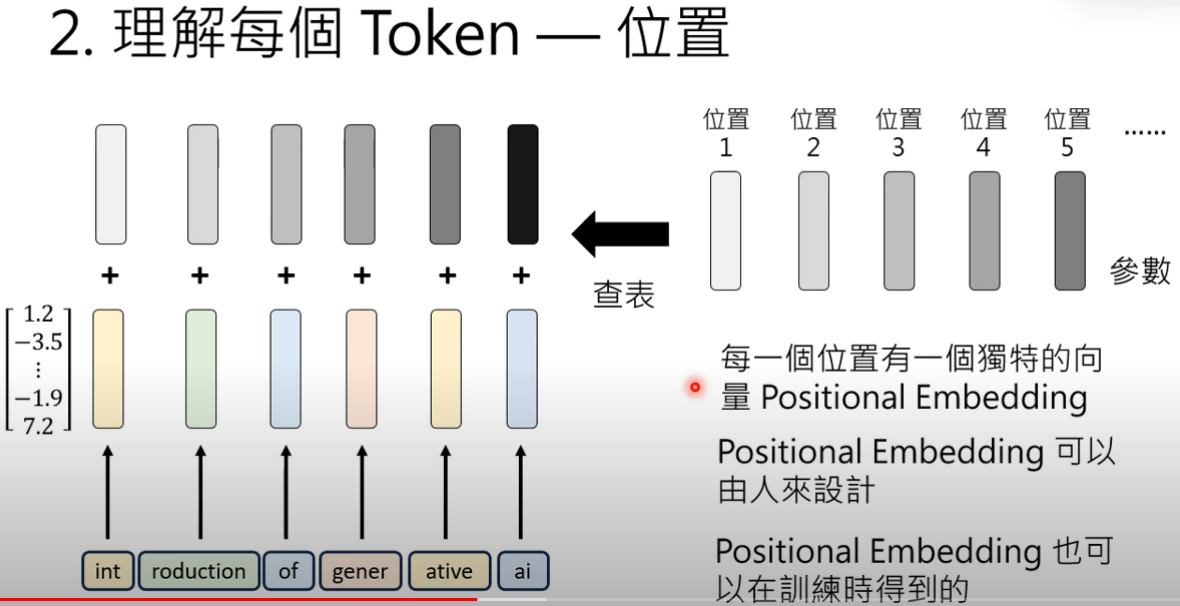 2. 理解每個 Token — 位置
位置 位置 位置 位置 位置
1 2 3 4 5 ……
+ + + + + +
查表
參數
1.2
−3.5
⋮
−1.9
7.2
每一個位置有一個獨特的向
量 Positional Embedding
Positional Embedding 可以
由人來設計
Positional Embedding 也可
以在訓練時得到的
int roduction of gener ative ai